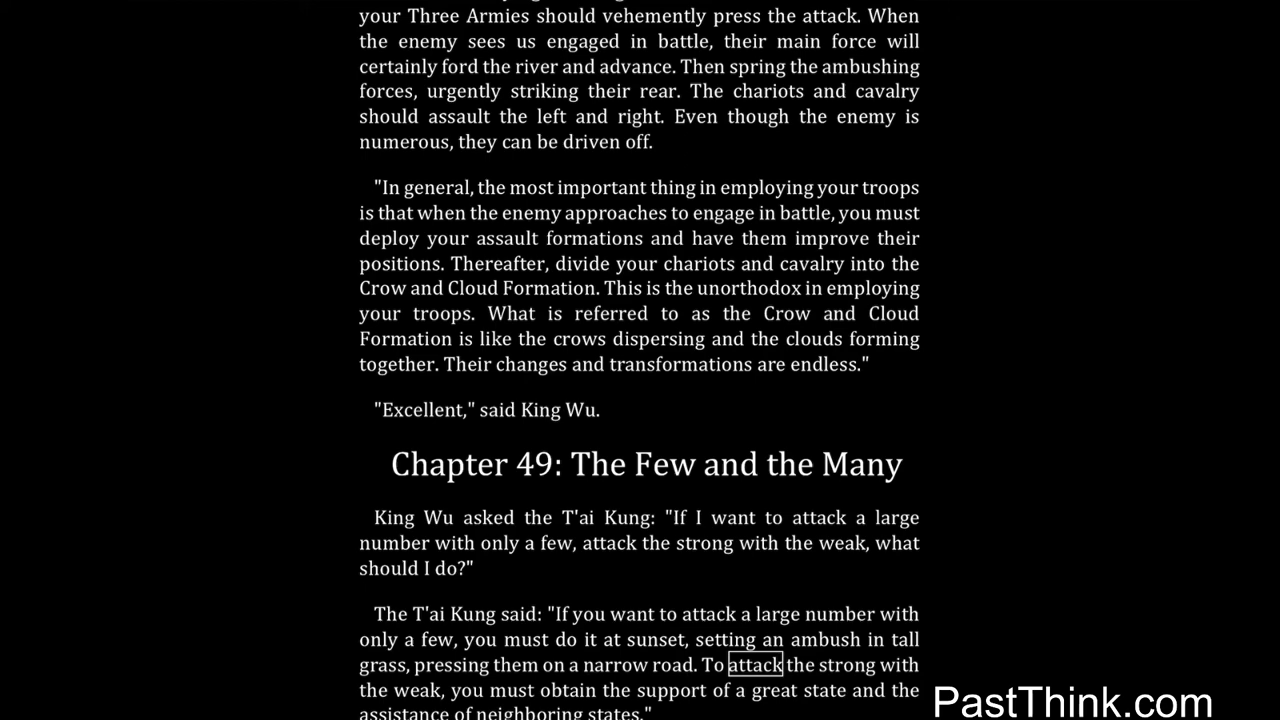 your Three Armies should vehemently press the attack. When
the enemy sees us engaged in battle, their main force will
certainly ford the river and advance. Then spring the ambushing
forces, urgently striking their rear. The chariots and cavalry
should assault the left and right. Even though the enemy is
numerous, they can be driven off.
"In general, the most important thing in employing your troops
is that when the enemy approaches to engage in battle, you must
deploy your assault formations and have them improve their
positions. Thereafter, divide your chariots and cavalry into the
Crow and Cloud Formation. This is the unorthodox in employing
your troops. What is referred to as the Crow and Cloud
Formation is like the crows dispersing and the clouds forming
together. Their changes and transformations are endless."
"Excellent," said King Wu.
Chapter 49: The Few and the Many
King Wu asked the T'ai Kung: "If I want to attack a large
number with only a few, attack the strong with the weak, what
should I do?"
The T'ai Kung said: "If you want to attack a large number with
only a few, you must do it at sunset, setting an ambush in tall
grass, pressing them on a narrow road. To attack the strong with
the weak, you must obtain the support of a great state and the
assistance of neighboring states."
PastThink.com